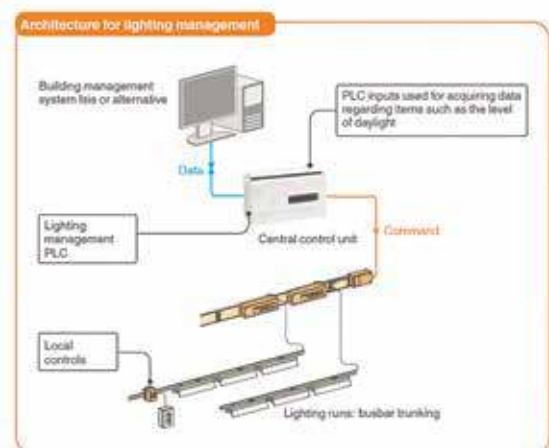 Architecture for lighting management
Building management
system Isis or alternative
PLC inputs used for acquiring data
regarding items such as the level
of daylight
Data
Lighting
management
PLC
Central control unit
Command
Local
controls
Lighting runs: busbar trunking